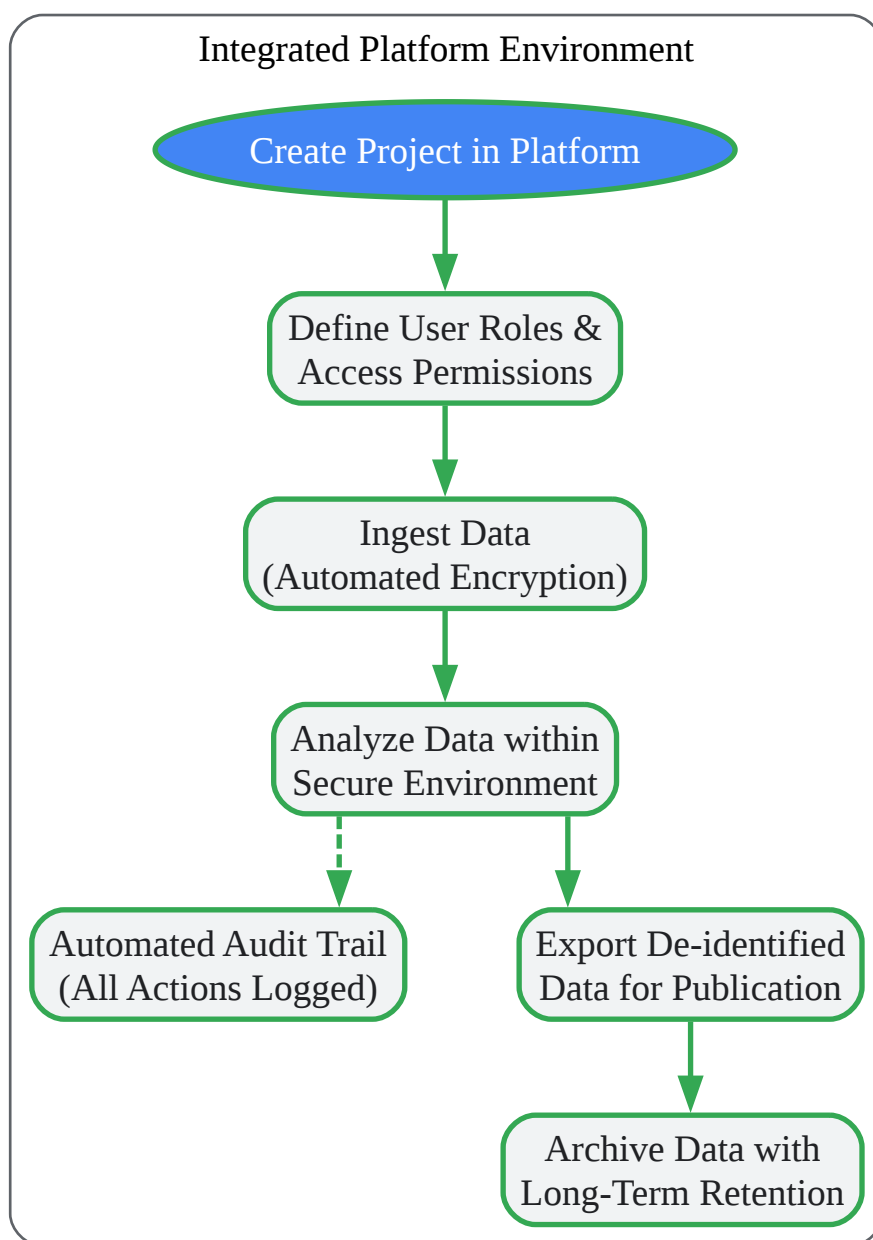 Integrated Platform Environment
Create Project in Platform
Define User Roles &
Access Permissions
Ingest Data
(Automated Encryption)
Analyze Data within
Secure Environment
Automated Audit Trail
(All Actions Logged)
Export De-identified
Data for Publication
Archive Data with
Long-Term Retention